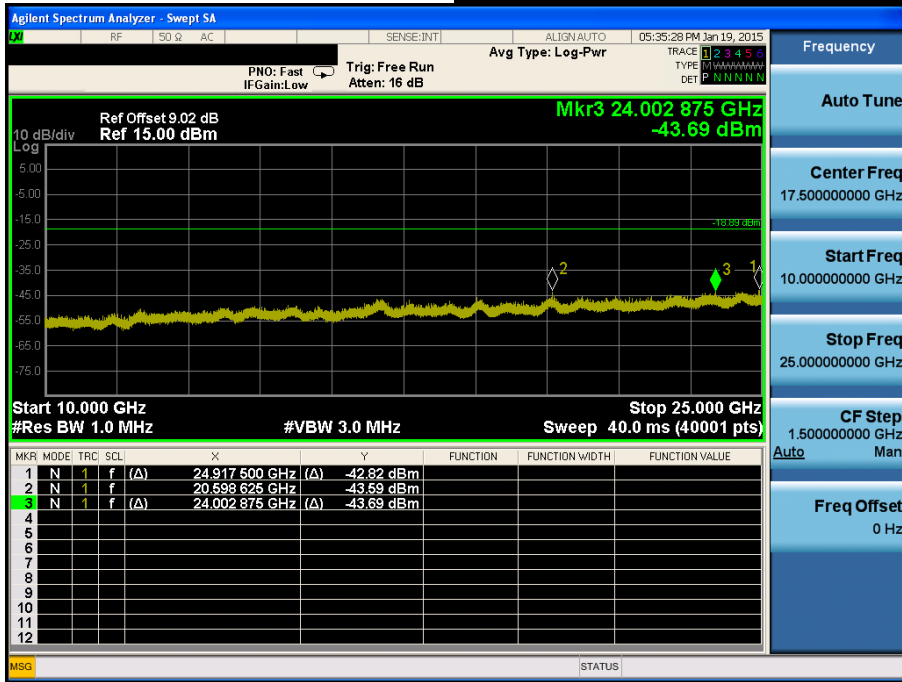 Agilent Spectrum Analyzer - Swept SA
LXI RF 50 Ω AC SENSE:INT ALIGNAUTO 05:35:28 PM Jan 19, 2015
Avg Type: Log-Pwr
TRACE 1 2 3 4 5 6
PNO: Fast Trig: Free Run
TYPE M WWWWW
IFGain:Low Atten: 16 dB
DET P N N N N N
Mkr3 24.002 875 GHz
-43.69 dBm
Ref Offset 9.02 dB
10 dB/div Ref 15.00 dBm
Log
5.00
-5.00
-15.0
-18.89 dBm
-25.0
-35.0
2
3
1
-45.0
-55.0
-65.0
-75.0
Start 10.000 GHz Stop 25.000 GHz
#Res BW 1.0 MHz #VBW 3.0 MHz Sweep 40.0 ms (40001 pts)
MKR MODE TRC SCL X Y FUNCTION FUNCTION WIDTH FUNCTION VALUE
1 N 1 f (Δ) 24.917 500 GHz (Δ) -42.82 dBm
2 N 1 f 20.598 625 GHz -43.59 dBm
3 N 1 f (Δ) 24.002 875 GHz (Δ) -43.69 dBm
4
5
6
7
8
9
10
11
12
MSG STATUS
Frequency
Auto Tune
Center Freq
17.500000000 GHz
Start Freq
10.000000000 GHz
Stop Freq
25.000000000 GHz
CF Step
1.500000000 GHz
Auto Man
Freq Offset
0 Hz